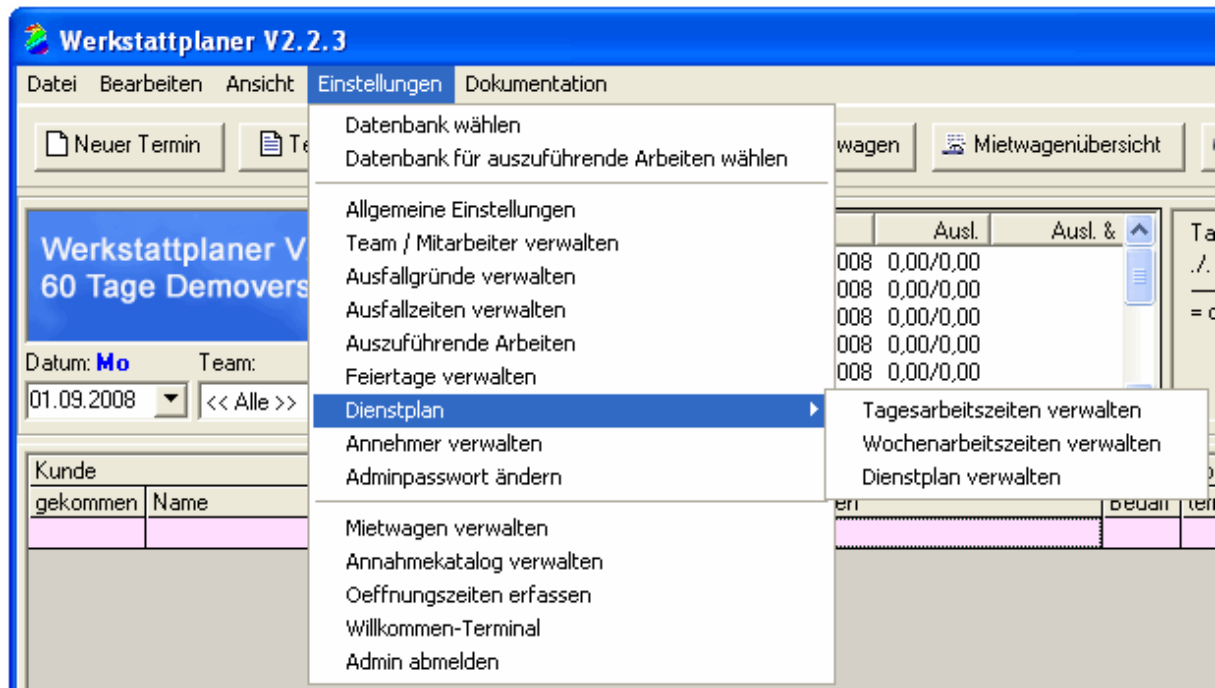 Werkstattplaner V2.2.3
Datei Bearbeiten Ansicht Einstellungen Dokumentation
Neuer Termin Mietwagenübersicht
Datenbank wählen
Datenbank für auszuführende Arbeiten wählen
Allgemeine Einstellungen
Team / Mitarbeiter verwalten
Ausfallgründe verwalten
Ausfallzeiten verwalten
Auszuführende Arbeiten
Feiertage verwalten
Dienstplan
Annehmer verwalten
Adminpasswort ändern
Mietwagen verwalten
Annahmekatalog verwalten
Oeffnungszeiten erfassen
Willkommen-Terminal
Admin abmelden
Tagesarbeitszeiten verwalten
Wochenarbeitszeiten verwalten
Dienstplan verwalten
Werkstattplaner V
60 Tage Demovers
Ausl. Ausl. &
008 0,00/0,00
008 0,00/0,00
008 0,00/0,00
008 0,00/0,00
008 0,00/0,00
./.
Datum: Mo Team:
01.09.2008 << Alle >>
Kunde
gekommen Name